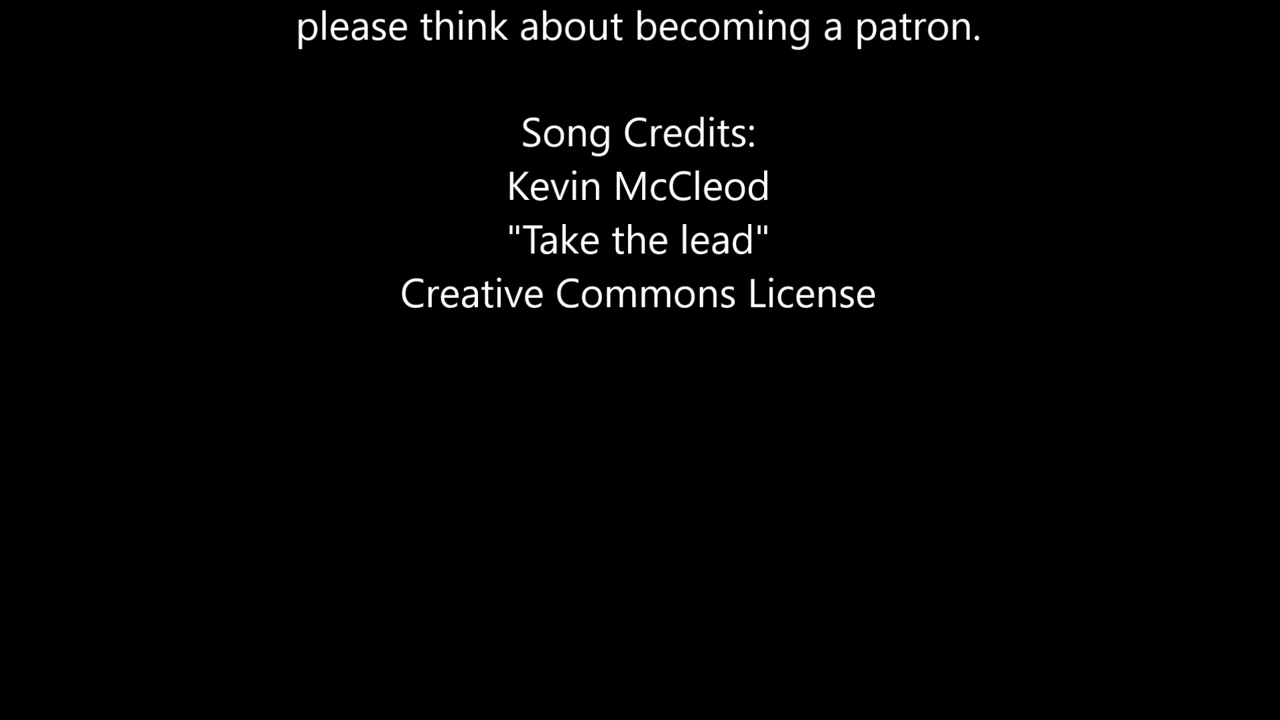 please think about becoming a patron.
Song Credits:
Kevin McCleod
"Take the lead"
Creative Commons License